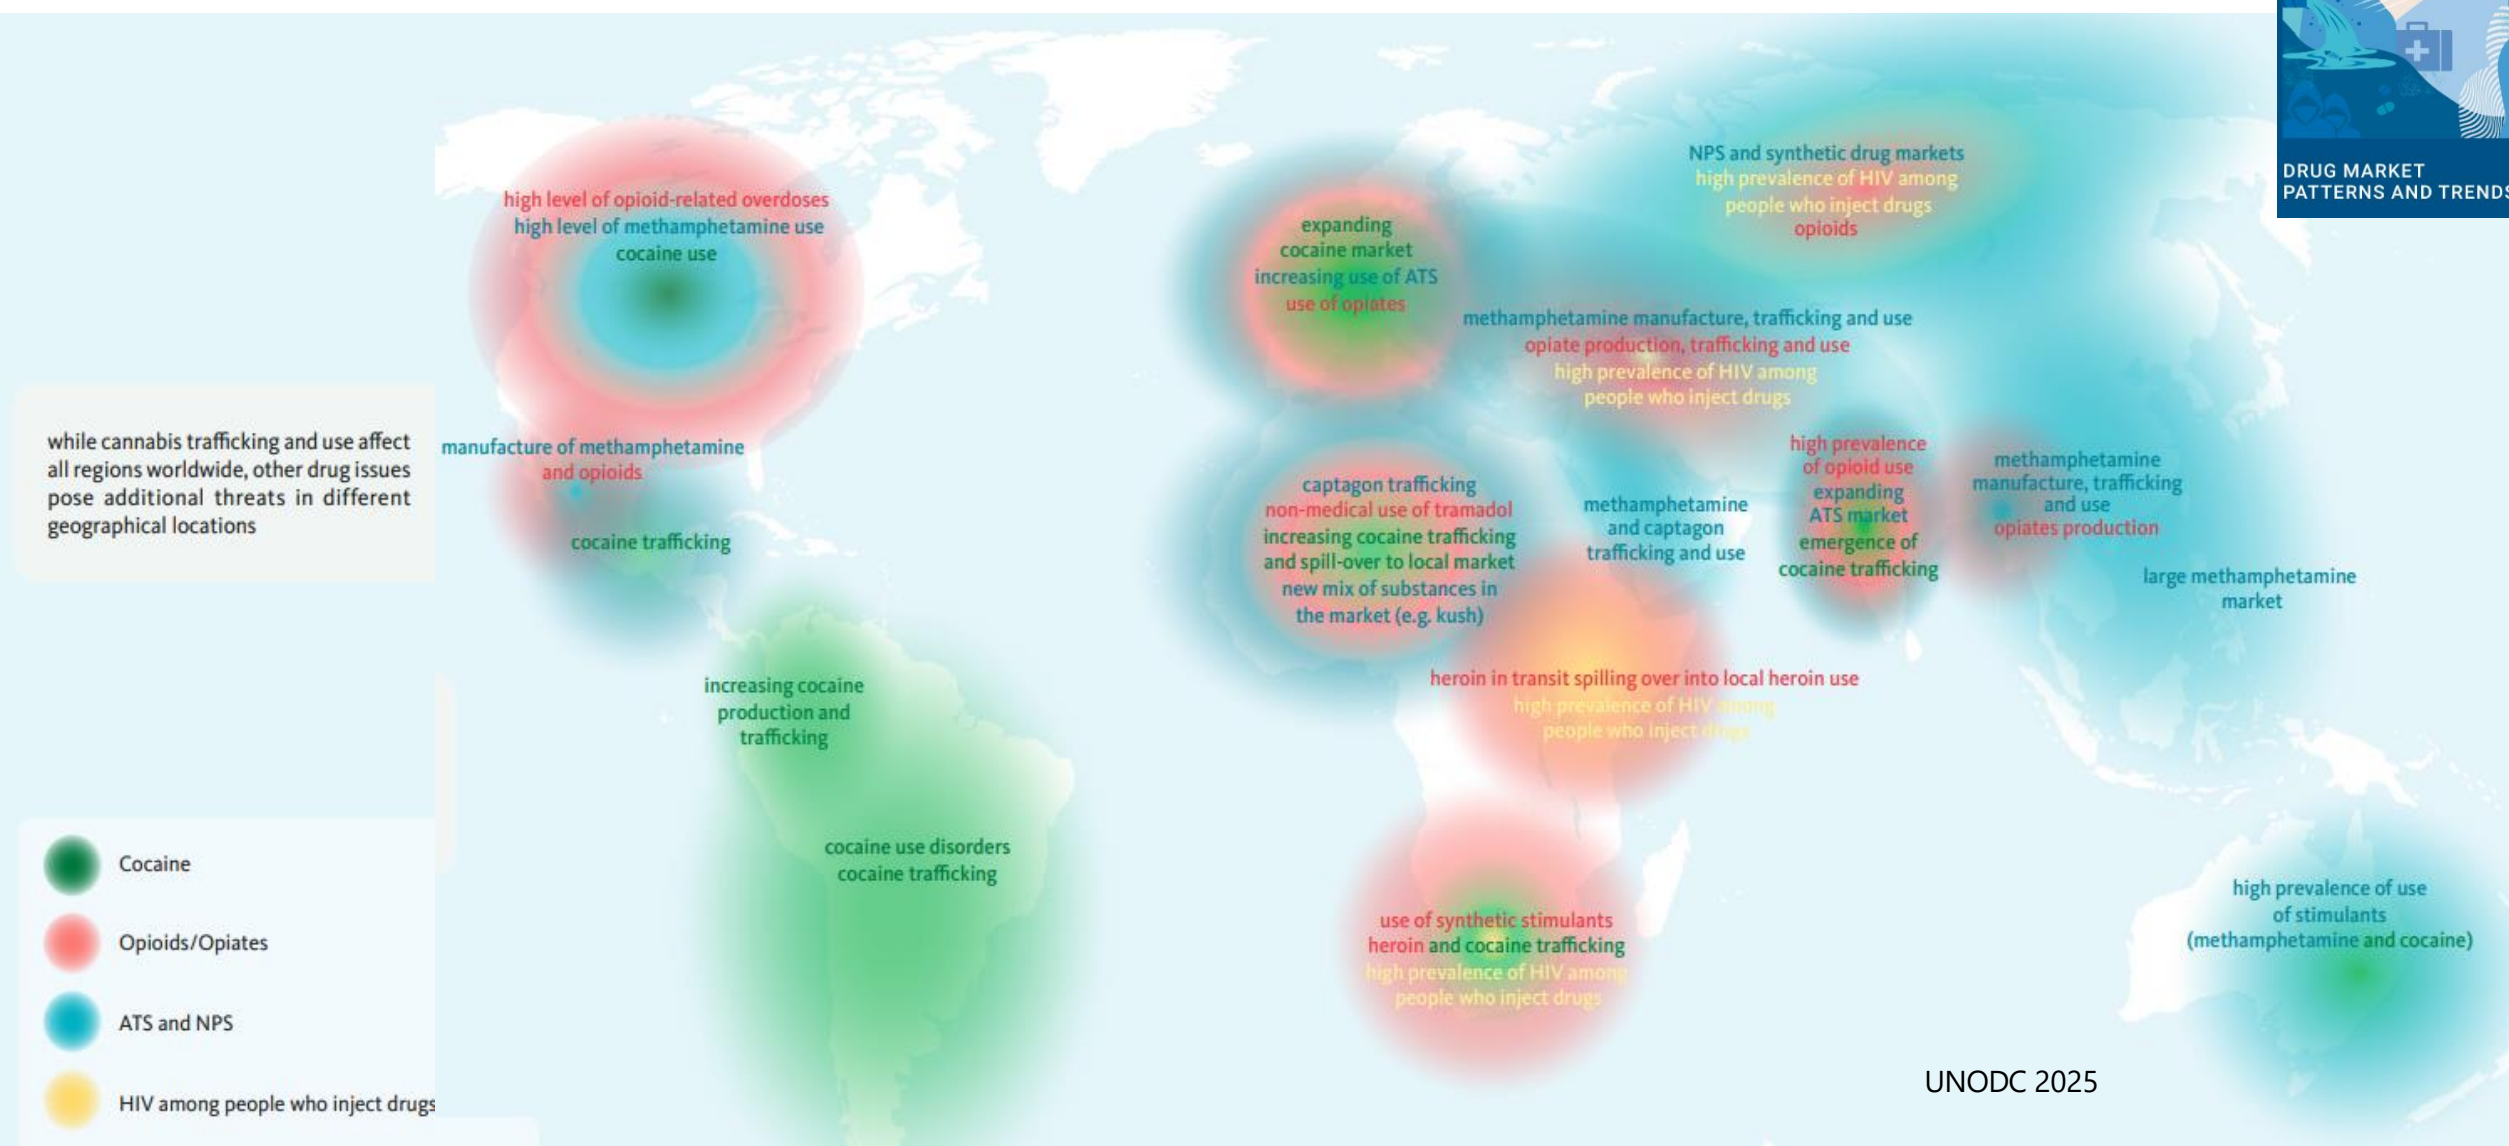 DRUG MARKET
PATTERNS AND TRENDS
high level of opioid-related overdoses
high level of methamphetamine use
cocaine use
manufacture of methamphetamine
and opioids
cocaine trafficking
increasing cocaine
production and
trafficking
cocaine use disorders
cocaine trafficking
expanding
cocaine market
increasing use of ATS
use of opiates
NPS and synthetic drug markets
high prevalence of HIV among
people who inject drugs
opioids
methamphetamine manufacture, trafficking and use
opiate production, trafficking and use
high prevalence of HIV among
people who inject drugs
captagon trafficking
non-medical use of tramadol
increasing cocaine trafficking
and spill-over to local market
new mix of substances in
the market (e.g. kush)
methamphetamine
and captagon
trafficking and use
high prevalence
of opioid use
expanding
ATS market
emergence of
cocaine trafficking
methamphetamine
manufacture, trafficking
and use
opiates production
large methamphetamine
market
heroin in transit spilling over into local heroin use
high prevalence of HIV among
people who inject drugs
use of synthetic stimulants
heroin and cocaine trafficking
high prevalence of HIV among
people who inject drugs
high prevalence of use
of stimulants
(methamphetamine and cocaine)
while cannabis trafficking and use affect
all regions worldwide, other drug issues
pose additional threats in different
geographical locations
Cocaine
Opioids/Opiates
ATS and NPS
HIV among people who inject drugs
UNODC 2025